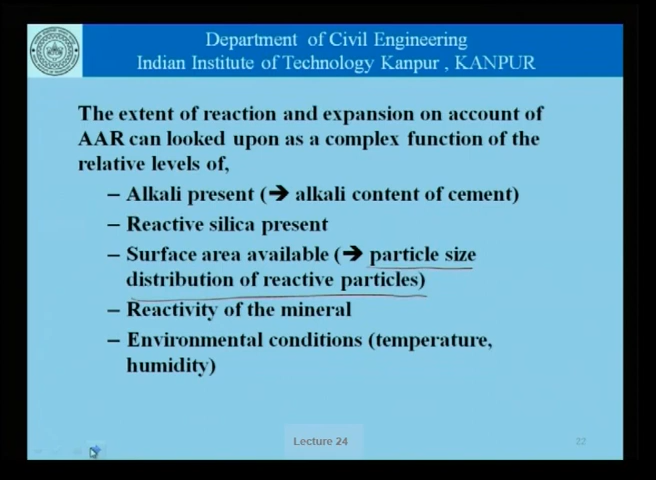 Department of Civil Engineering
Indian Institute of Technology Kanpur , KANPUR
The extent of reaction and expansion on account of
AAR can looked upon as a complex function of the
relative levels of,
– Alkali present (➔ alkali content of cement)
– Reactive silica present
– Surface area available (➔ particle size
distribution of reactive particles)
– Reactivity of the mineral
– Environmental conditions (temperature,
humidity)
Lecture 24
22